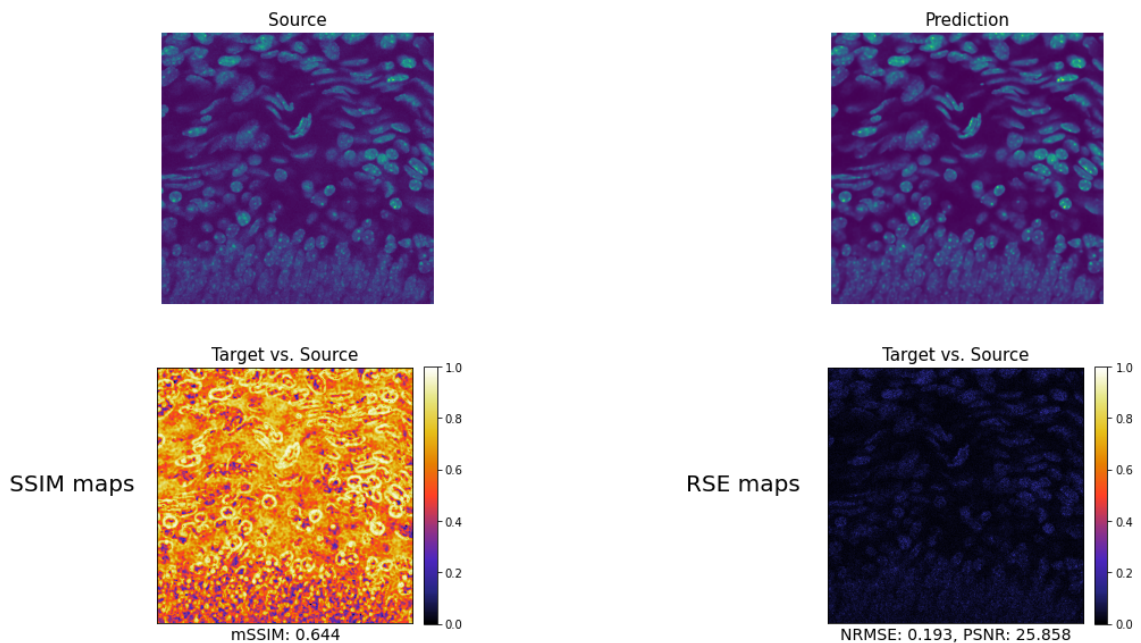 Source
Prediction
Target vs. Source
Target vs. Source
SSIM maps
RSE maps
1.0
0.8
0.6
0.4
0.2
0.0
1.0
0.8
0.6
0.4
0.2
0.0
mSSIM: 0.644
NRMSE: 0.193, PSNR: 25.858